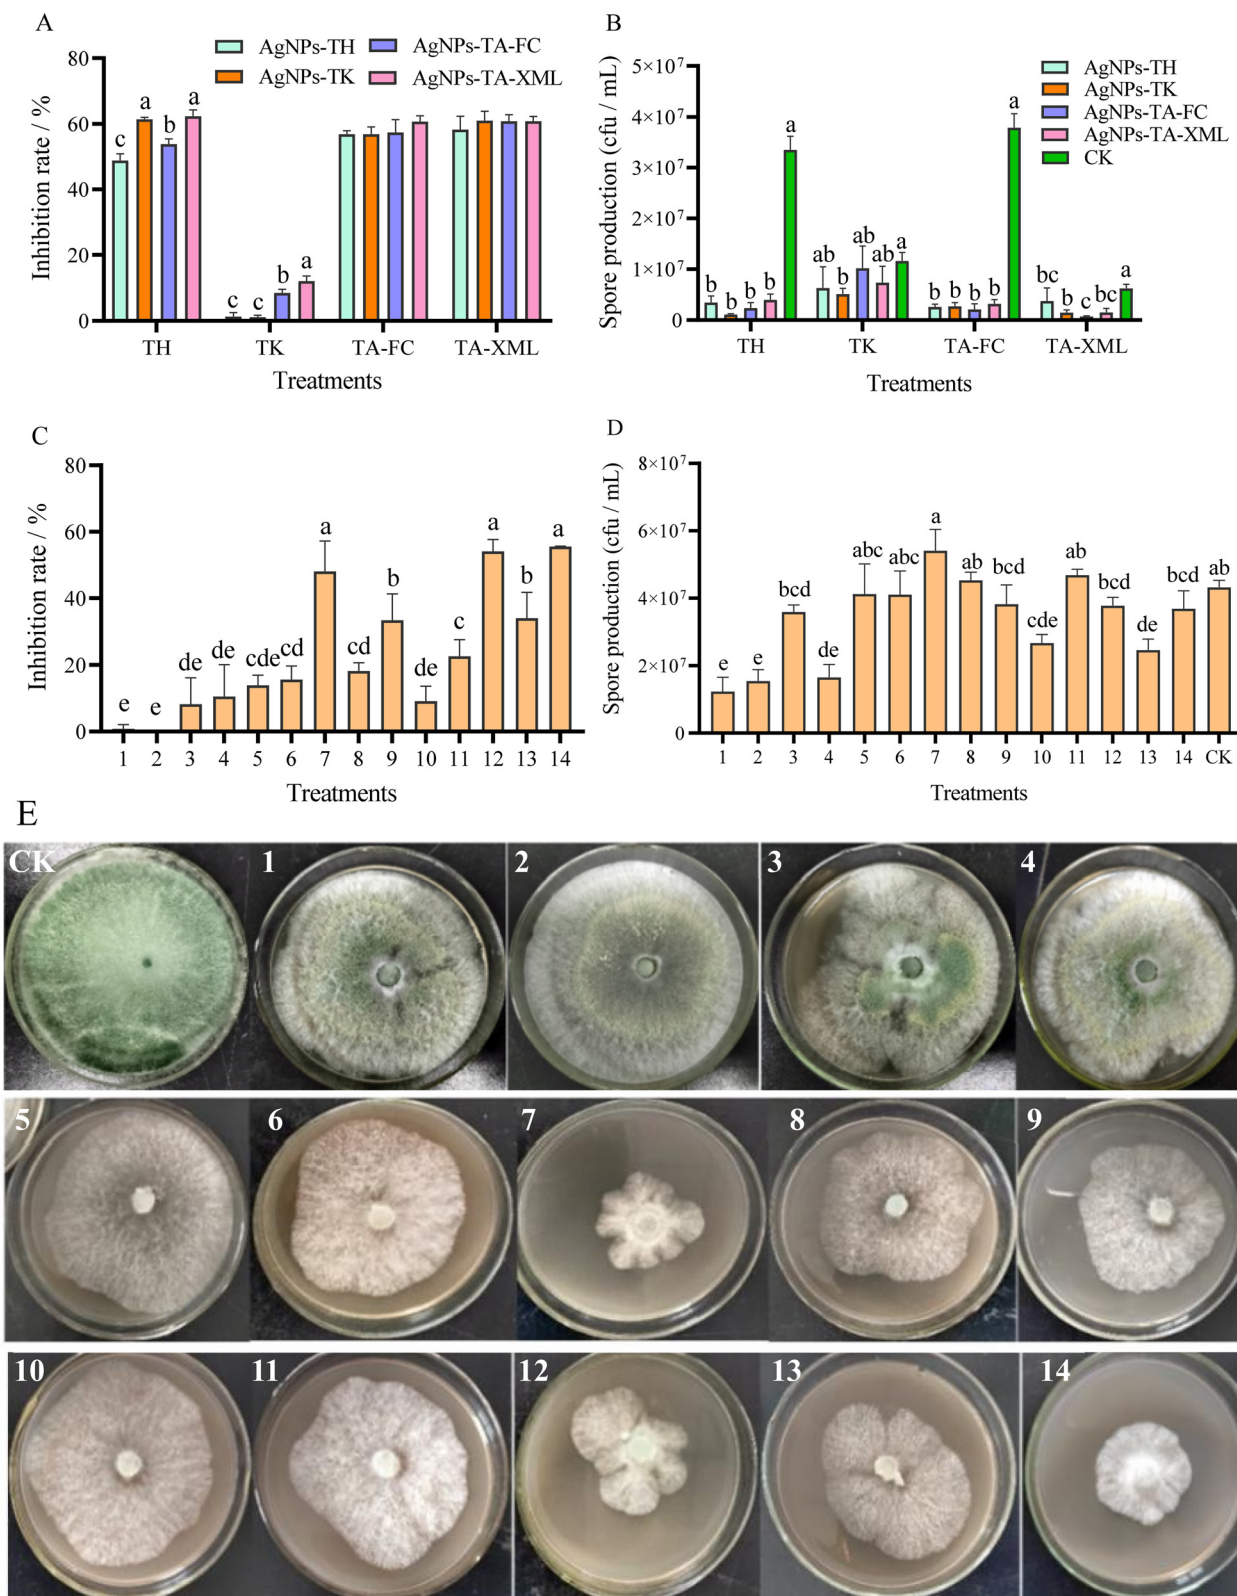 A
AgNPs-TH
AgNPs-TA-FC
AgNPs-TK
AgNPs-TA-XML
Inhibition rate / %
80
60
40
20
0
c
a
b
a
c
c
b
a
TH
TK
TA-FC
TA-XML
Treatments
B
AgNPs-TH
AgNPs-TK
AgNPs-TA-FC
AgNPs-TA-XML
CK
Spore production (cfu / mL)
5×10⁷
4×10⁷
3×10⁷
2×10⁷
1×10⁷
0
b
b
b
b
a
ab
b
ab
ab
a
b
b
b
b
a
bc
b
c
bc
a
TH
TK
TA-FC
TA-XML
Treatments
C
Inhibition rate / %
80
60
40
20
0
e
e
de
de
cde
cd
a
cd
b
de
c
a
b
a
1 2 3 4 5 6 7 8 9 10 11 12 13 14
Treatments
D
Spore production (cfu / mL)
8×10⁷
6×10⁷
4×10⁷
2×10⁷
0
e
e
bcd
de
abc
abc
a
ab
bcd
cde
ab
bcd
de
bcd
ab
1 2 3 4 5 6 7 8 9 10 11 12 13 14 CK
Treatments
E
CK 1 2 3 4
5 6 7 8 9
10 11 12 13 14